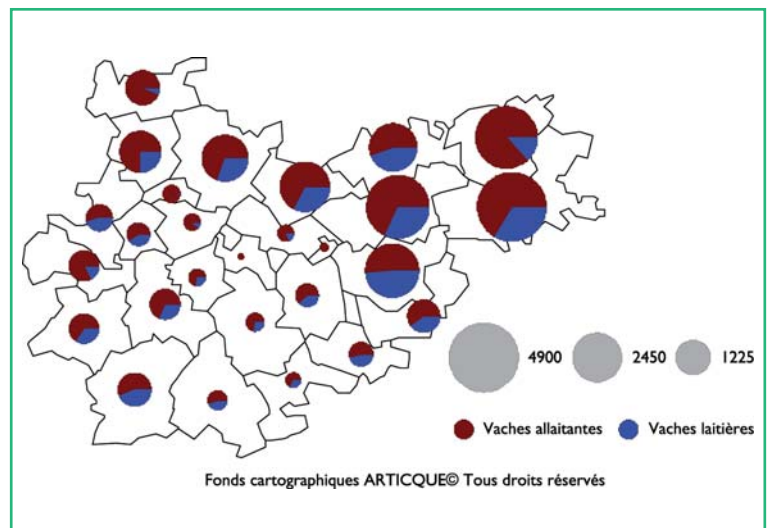 4900 2450 1225
Vaches allaitantes Vaches laitières
Fonds cartographiques ARTICQUE© Tous droits réservés